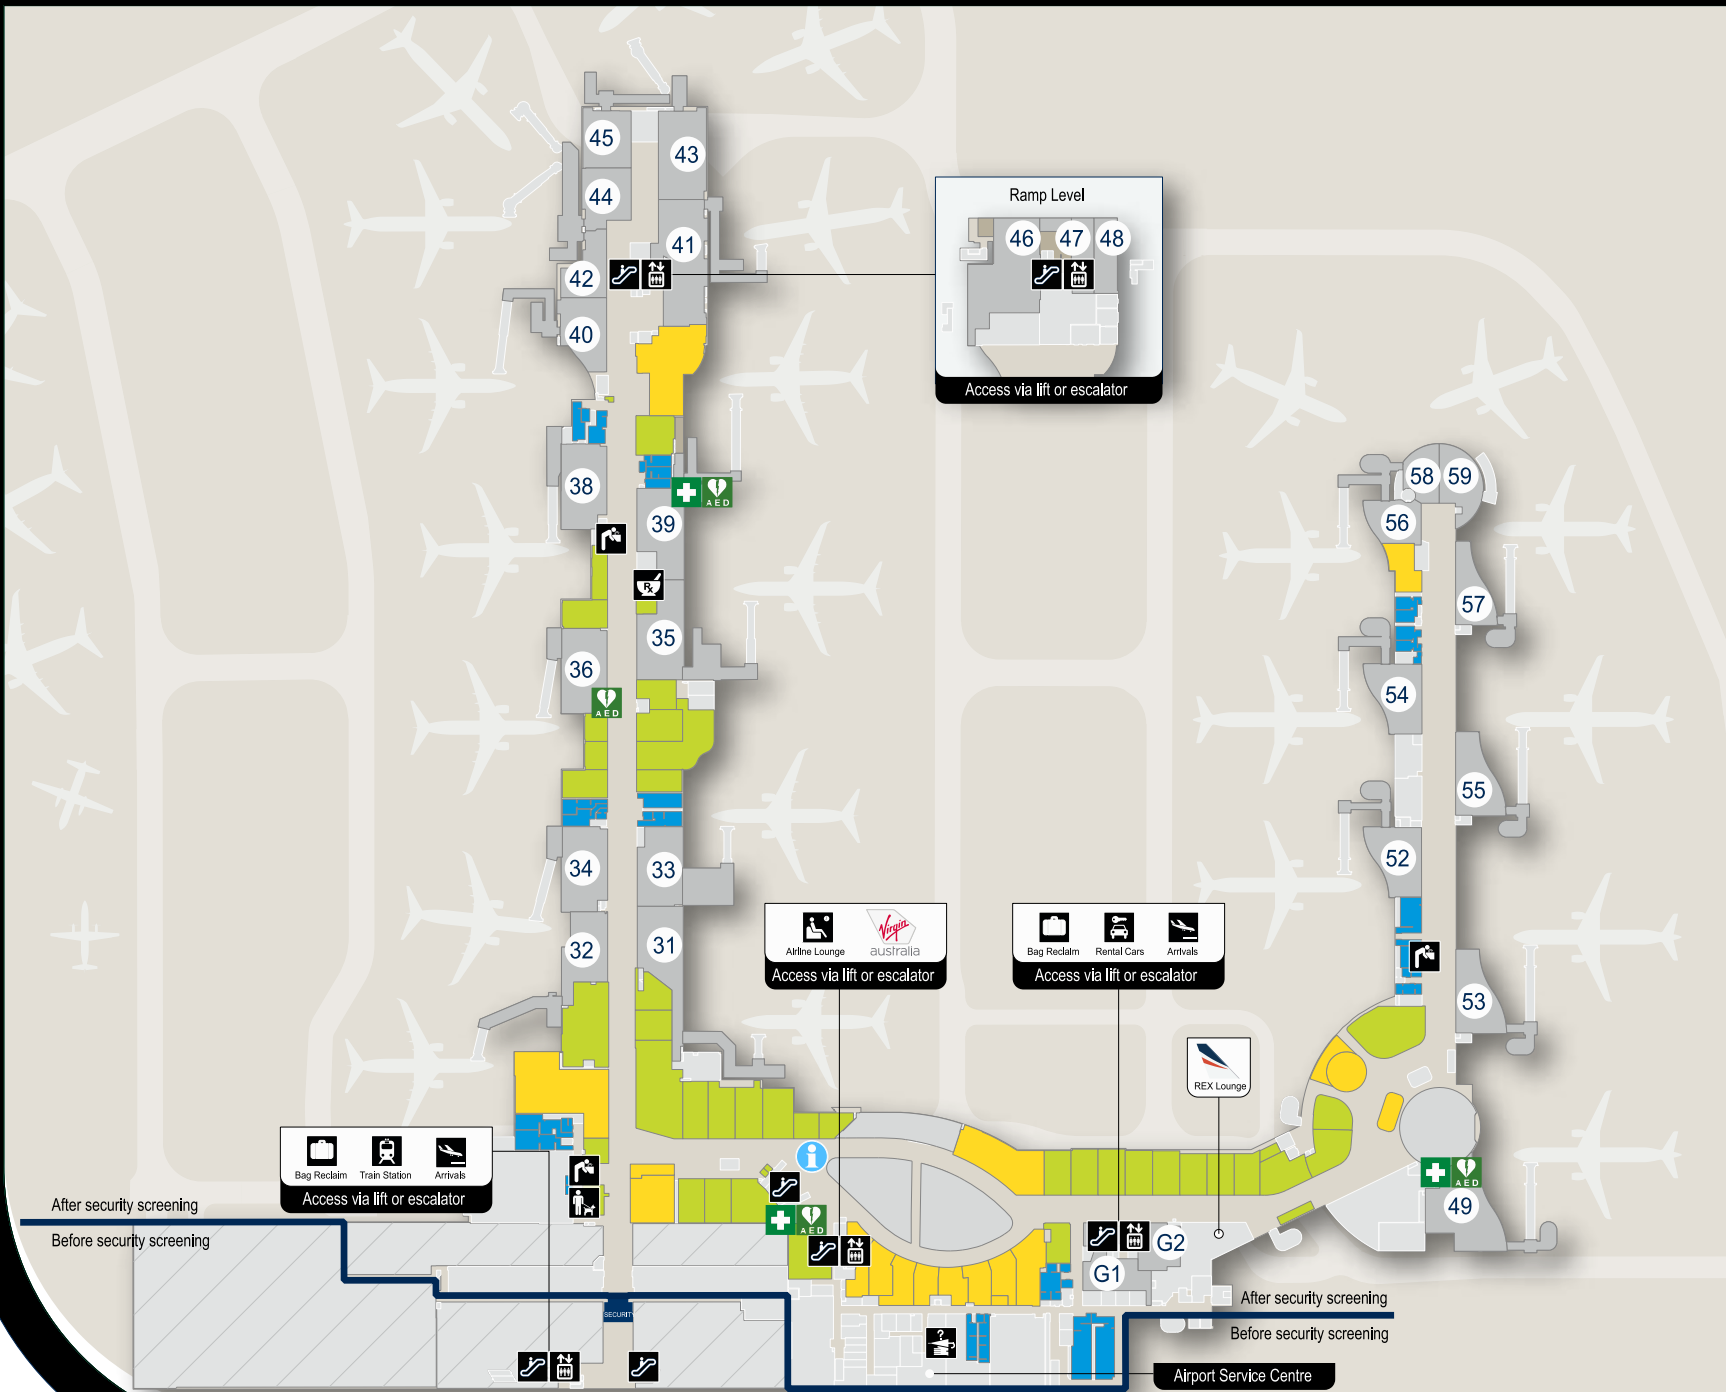 45
43
44
41
42
40
Ramp Level
46
47
48
Access via lift or escalator
38
39
AED
Rx
35
36
AED
34
33
32
31
58
59
56
57
54
55
52
53
Airline Lounge
Virgin
australia
Access via lift or escalator
Bag Reclaim
Rental Cars
Arrivals
Access via lift or escalator
REX Lounge
Bag Reclaim
Train Station
Arrivals
Access via lift or escalator
i
AED
AED
49
G2
G1
After security screening
Before security screening
SECURITY
?
After security screening
Before security screening
Airport Service Centre